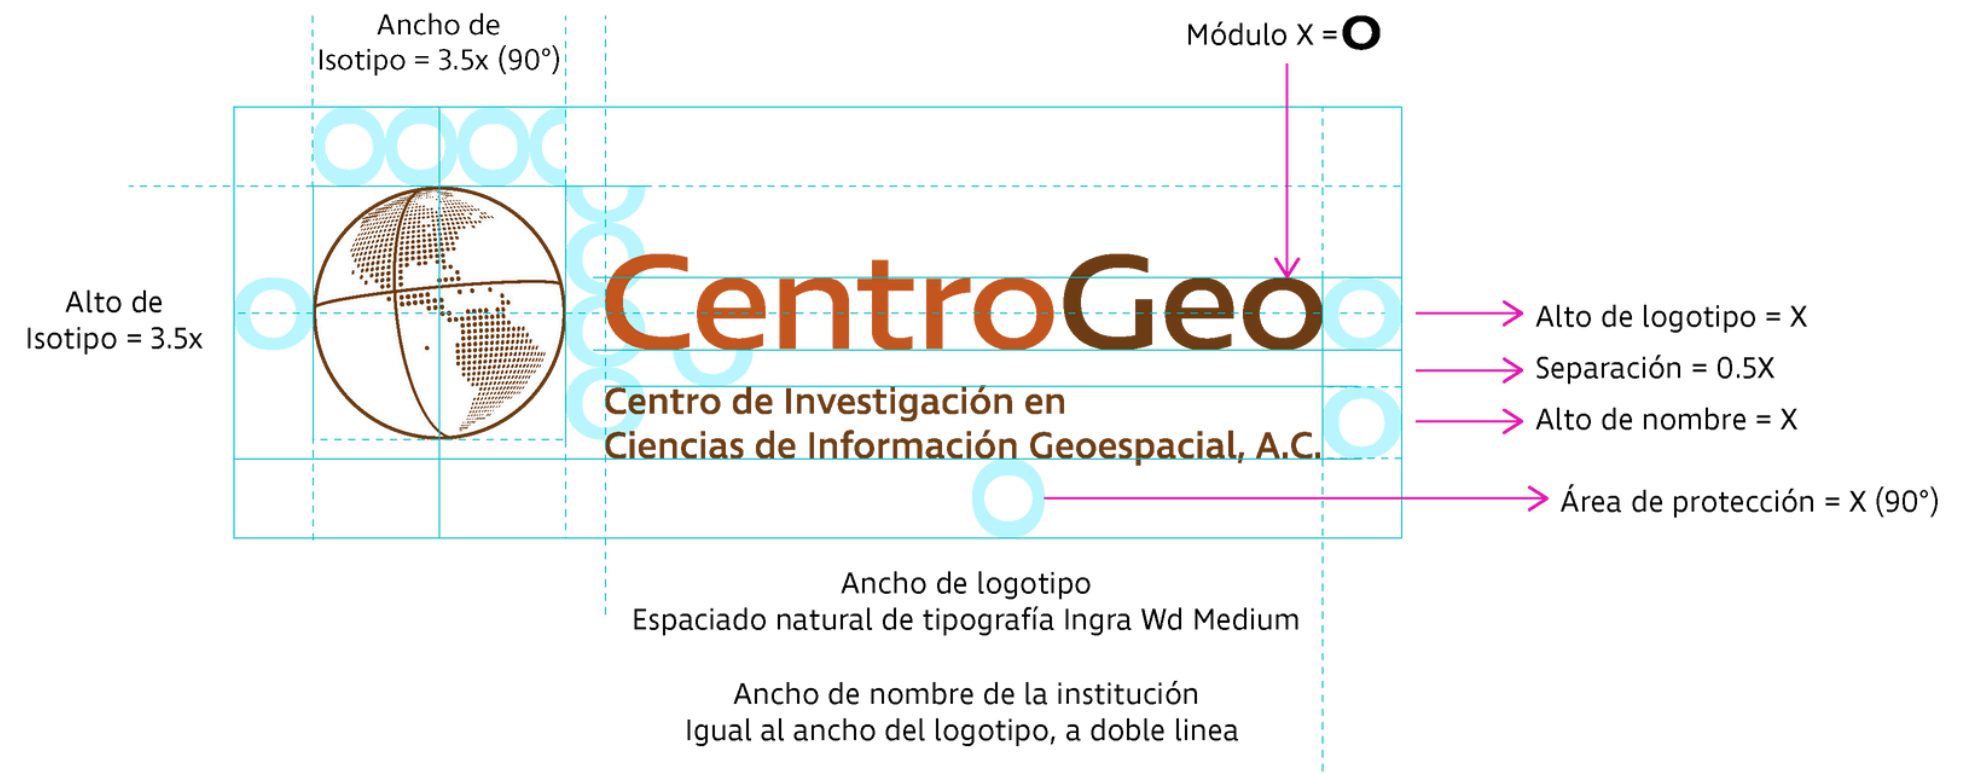 Ancho de
Isotipo = 3.5x (90°)
Módulo X = O
Alto de
Isotipo = 3.5x
CentroGeo
Centro de Investigación en
Ciencias de Información Geoespacial, A.C.
Alto de logotipo = X
Separación = 0.5X
Alto de nombre = X
Área de protección = X (90°)
Ancho de logotipo
Espaciado natural de tipografía Ingra Wd Medium
Ancho de nombre de la institución
Igual al ancho del logotipo, a doble linea